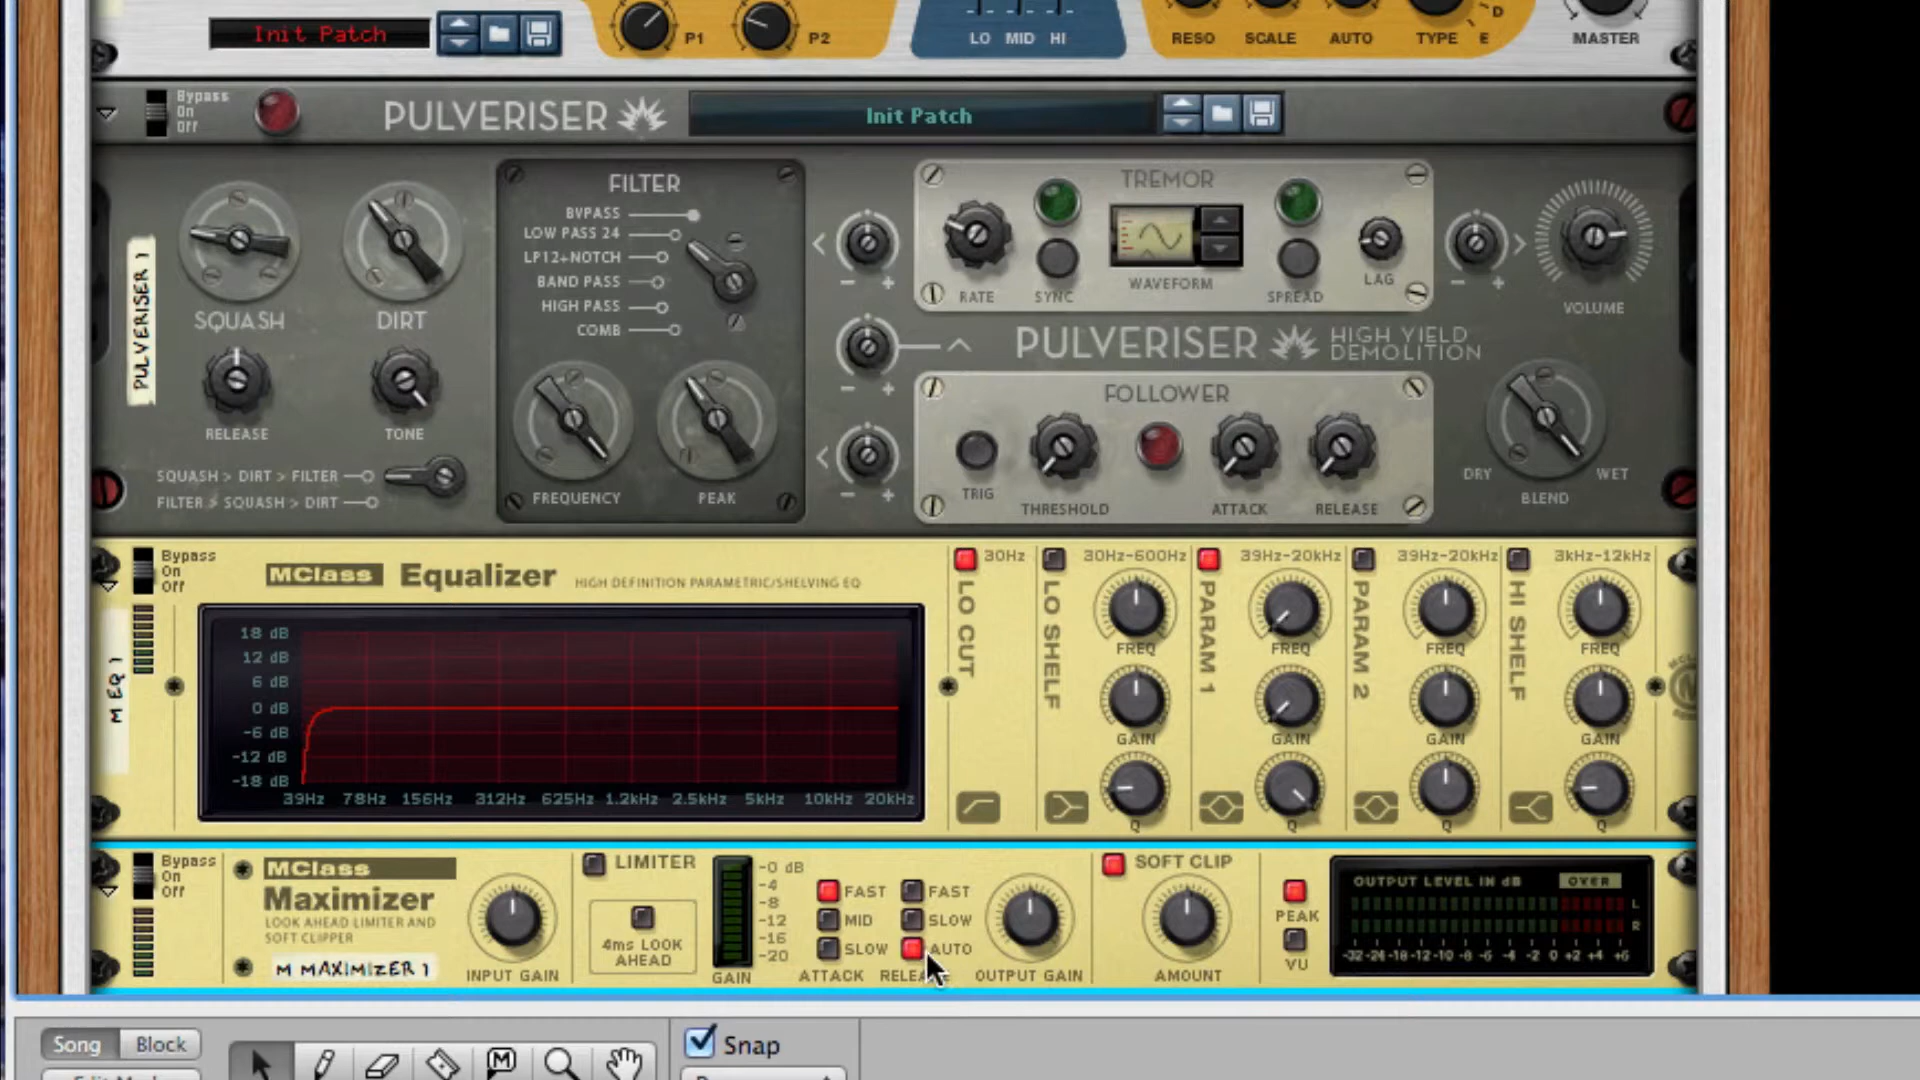 Init Patch
P1
P2
LO MID HI
RESO SCALE AUTO TYPE
D
E
MASTER
Bypass
On
Off
PULVERISER
Init Patch
PULVERISER 1
SQUASH
DIRT
RELEASE
TONE
SQUASH > DIRT > FILTER
FILTER > SQUASH > DIRT
FILTER
BYPASS
LOW PASS 24
LP12+NOTCH
BAND PASS
HIGH PASS
COMB
FREQUENCY
PEAK
TREMOR
RATE
SYNC
WAVEFORM
SPREAD
LAG
VOLUME
PULVERISER HIGH YIELD DEMOLITION
FOLLOWER
TRIG
THRESHOLD
ATTACK
RELEASE
DRY
WET
BLEND
Bypass
On
Off
MClass Equalizer HIGH DEFINITION PARAMETRIC/SHELVING EQ
M EQ 1
18 dB
12 dB
6 dB
0 dB
-6 dB
-12 dB
-18 dB
39Hz 78Hz 156Hz 312Hz 625Hz 1.2kHz 2.5kHz 5kHz 10kHz 20kHz
30Hz
LO CUT
30Hz-600Hz
LO SHELF
FREQ
GAIN
Q
39Hz-20kHz
PARAM 1
FREQ
GAIN
Q
39Hz-20kHz
PARAM 2
FREQ
GAIN
Q
3kHz-12kHz
HI SHELF
FREQ
GAIN
Q
Bypass
On
Off
MClass
Maximizer
LOOK AHEAD LIMITER AND
SOFT CLIPPER
M MAXIMIZER 1
INPUT GAIN
LIMITER
4ms LOOK
AHEAD
-0 dB
-4
-8
-12
-16
-20
GAIN
FAST
MID
SLOW
ATTACK
FAST
SLOW
AUTO
OUTPUT GAIN
SOFT CLIP
AMOUNT
PEAK
VU
OUTPUT LEVEL IN dB OVER
L
R
-32 -24 -18 -12 -10 -8 -6 -4 -2 0 +2 +4 +6
Song
Block
Snap